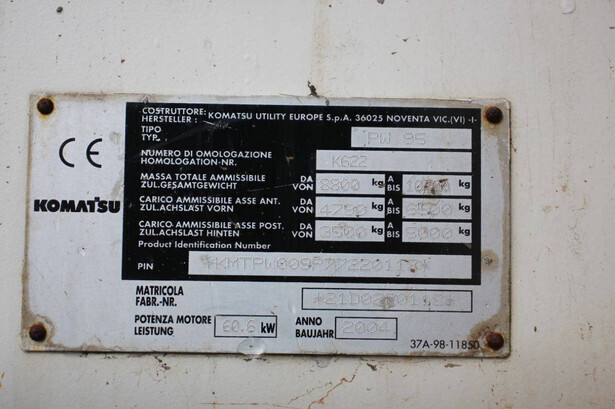 COSTRUTTORE: KOMATSU UTILITY EUROPE S.p.A. 36025 NOVENTA VIC.(VI) -I-
HERSTELLER :
TIPO
TYP. PW 95
NUMERO DI OMOLOGAZIONE
HOMOLOGATION-NR. K622
MASSA TOTALE AMMISSIBILE DA 8800 kg A kg
ZUL.GESAMTGEWICHT VON BIS
CARICO AMMISSIBILE ASSE ANT. DA kg A kg
ZUL.ACHSLAST VORN VON BIS
CARICO AMMISSIBILE ASSE POST. DA kg A kg
ZUL.ACHSLAST HINTEN VON BIS
Product Identification Number
PIN
CE
KOMATSU
MATRICOLA
FABR.-NR.
POTENZA MOTORE 60.6 kW ANNO 2004
LEISTUNG BAUJAHR
37A-98-11850